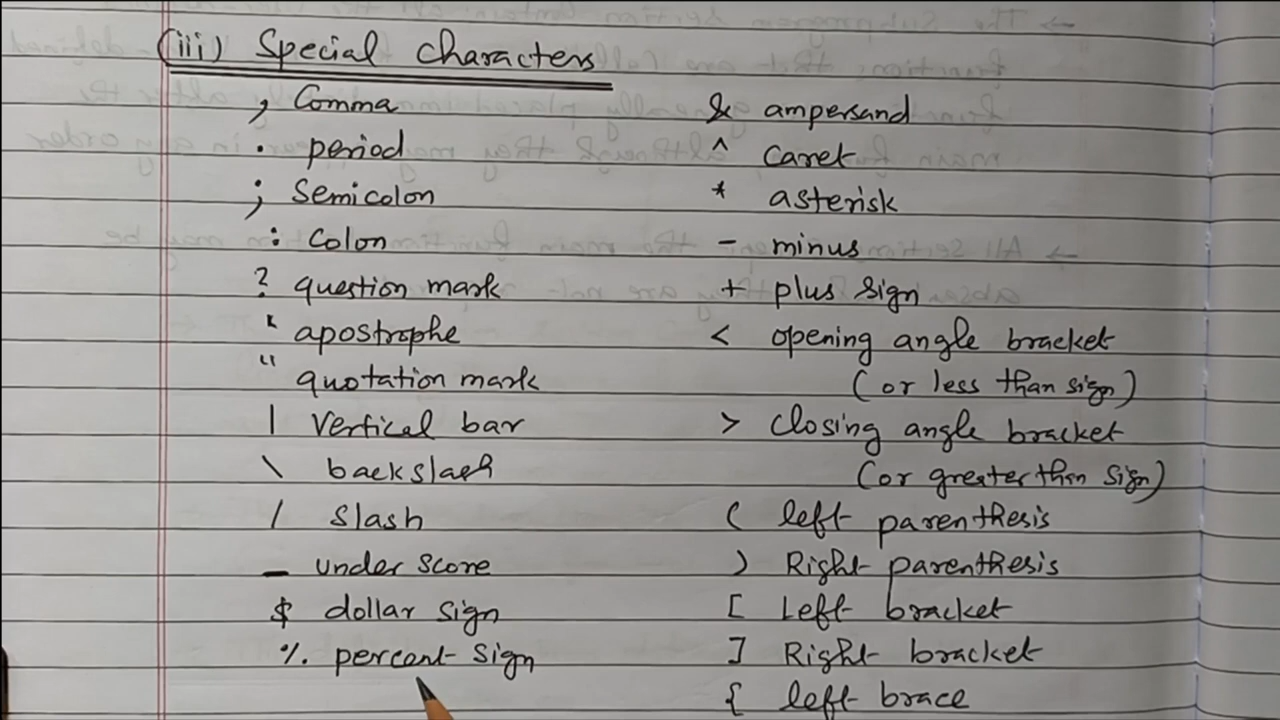 (iii) Special characters
, Comma
. period
; Semicolon
: Colon
? question mark
' apostrophe
" quotation mark
| Vertical bar
\ backslash
/ Slash
_ under score
$ dollar sign
% percent sign
& ampersand
^ Caret
* asterisk
- minus
+ plus sign
< opening angle bracket
(or less than sign)
> closing angle bracket
(or greater than sign)
( left parenthesis
) Right parenthesis
[ Left bracket
] Right bracket
{ left brace